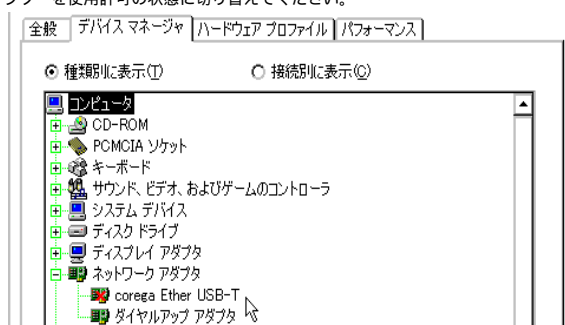 ンプーを使用許可の状態に切り替えてください。
全般 デバイス マネージャ ハードウェア プロファイル パフォーマンス
種類別に表示(T) 接続別に表示(C)
コンピュータ
CD-ROM
PCMCIA ソケット
キーボード
サウンド、ビデオ、およびゲームのコントローラ
システム デバイス
ディスク ドライブ
ディスプレイ アダプタ
ネットワーク アダプタ
corega Ether USB-T
ダイヤルアップ アダプタ